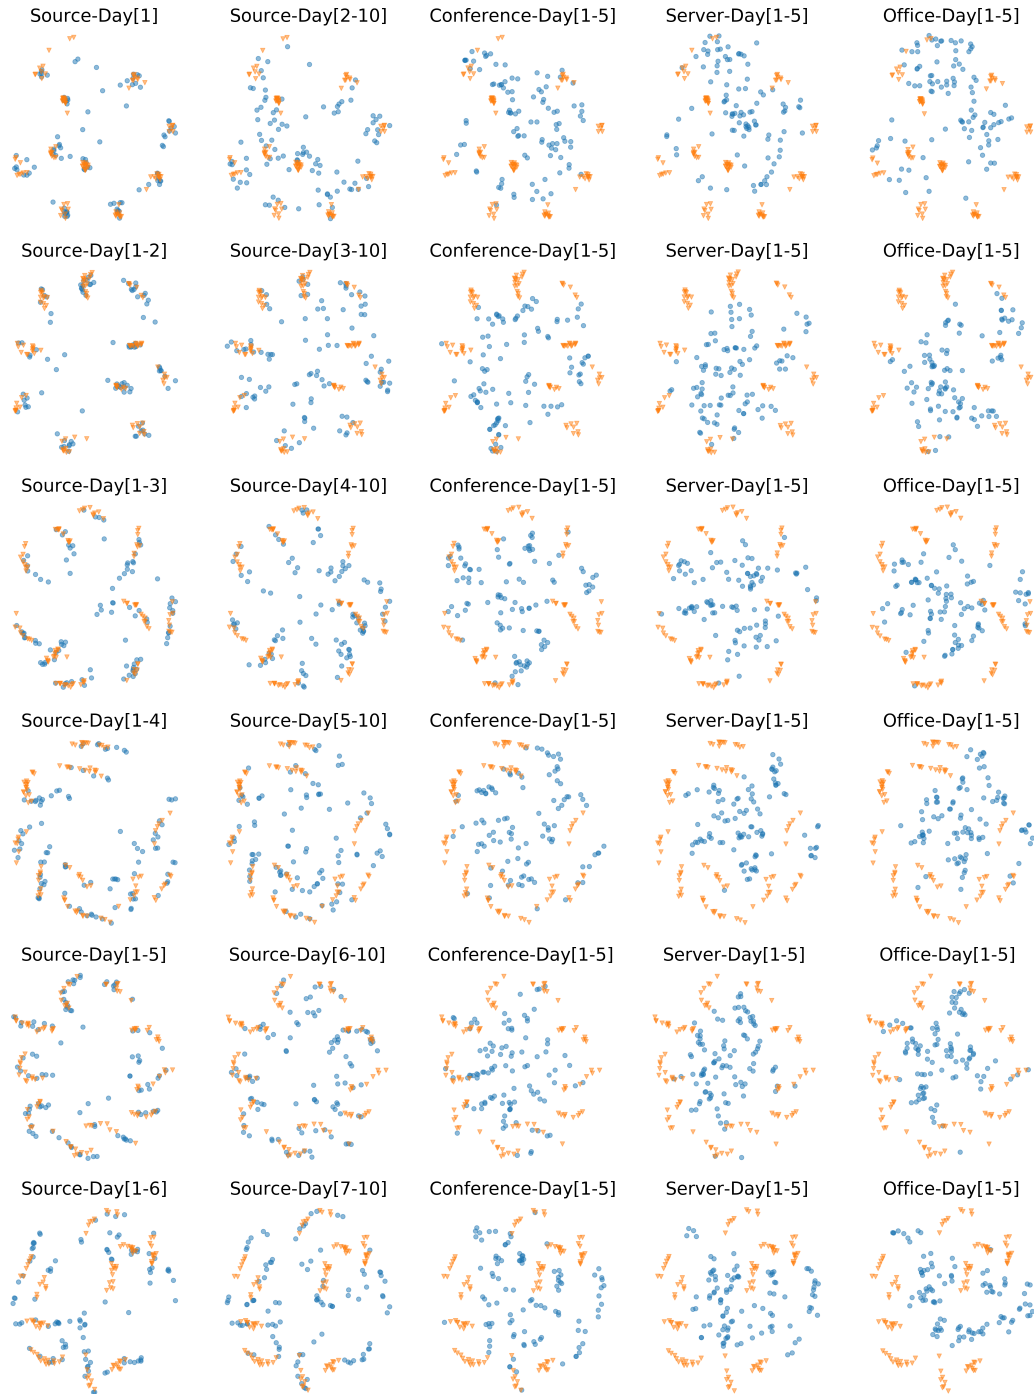 Source-Day[1] Source-Day[2-10] Conference-Day[1-5] Server-Day[1-5] Office-Day[1-5]
Source-Day[1-2] Source-Day[3-10] Conference-Day[1-5] Server-Day[1-5] Office-Day[1-5]
Source-Day[1-3] Source-Day[4-10] Conference-Day[1-5] Server-Day[1-5] Office-Day[1-5]
Source-Day[1-4] Source-Day[5-10] Conference-Day[1-5] Server-Day[1-5] Office-Day[1-5]
Source-Day[1-5] Source-Day[6-10] Conference-Day[1-5] Server-Day[1-5] Office-Day[1-5]
Source-Day[1-6] Source-Day[7-10] Conference-Day[1-5] Server-Day[1-5] Office-Day[1-5]